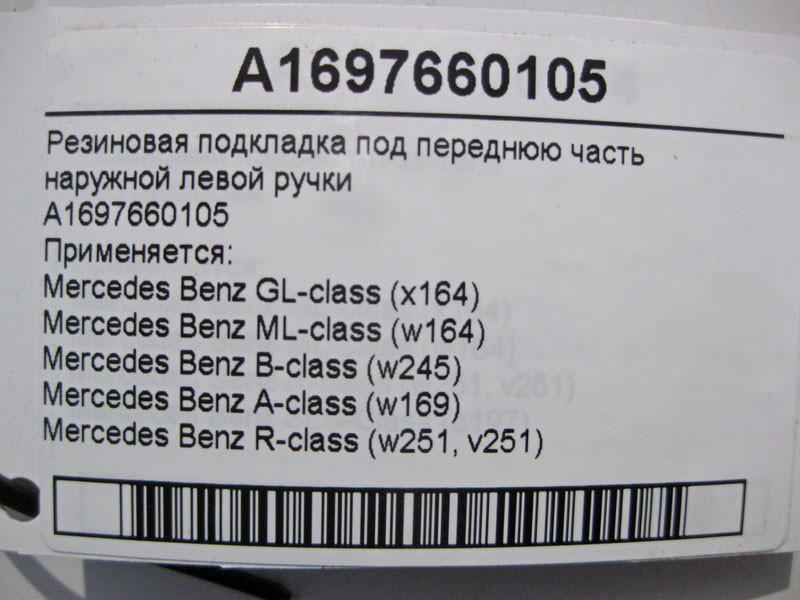 A1697660105
Резиновая подкладка под переднюю часть
наружной левой ручки
A1697660105
Применяется:
Mercedes Benz GL-class (x164)
Mercedes Benz ML-class (w164)
Mercedes Benz B-class (w245)
Mercedes Benz A-class (w169)
Mercedes Benz R-class (w251, v251)